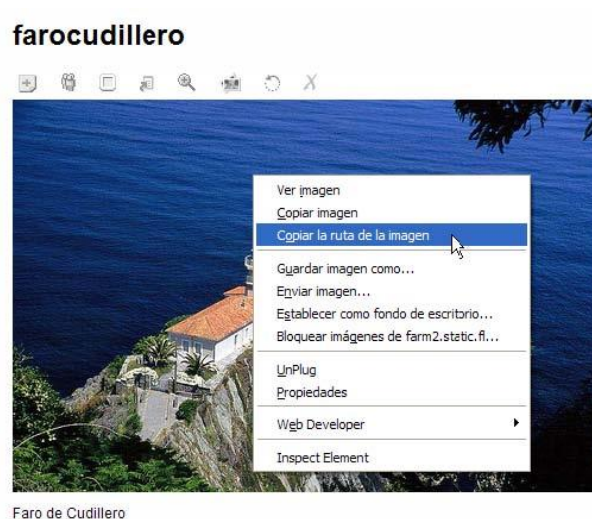 farocudillero
Ver imagen
Copiar imagen
Copiar la ruta de la imagen
Guardar imagen como...
Enviar imagen...
Establecer como fondo de escritorio...
Bloquear imágenes de farm2.static.fl...
UnPlug
Propiedades
Web Developer
Inspect Element
Faro de Cudillero